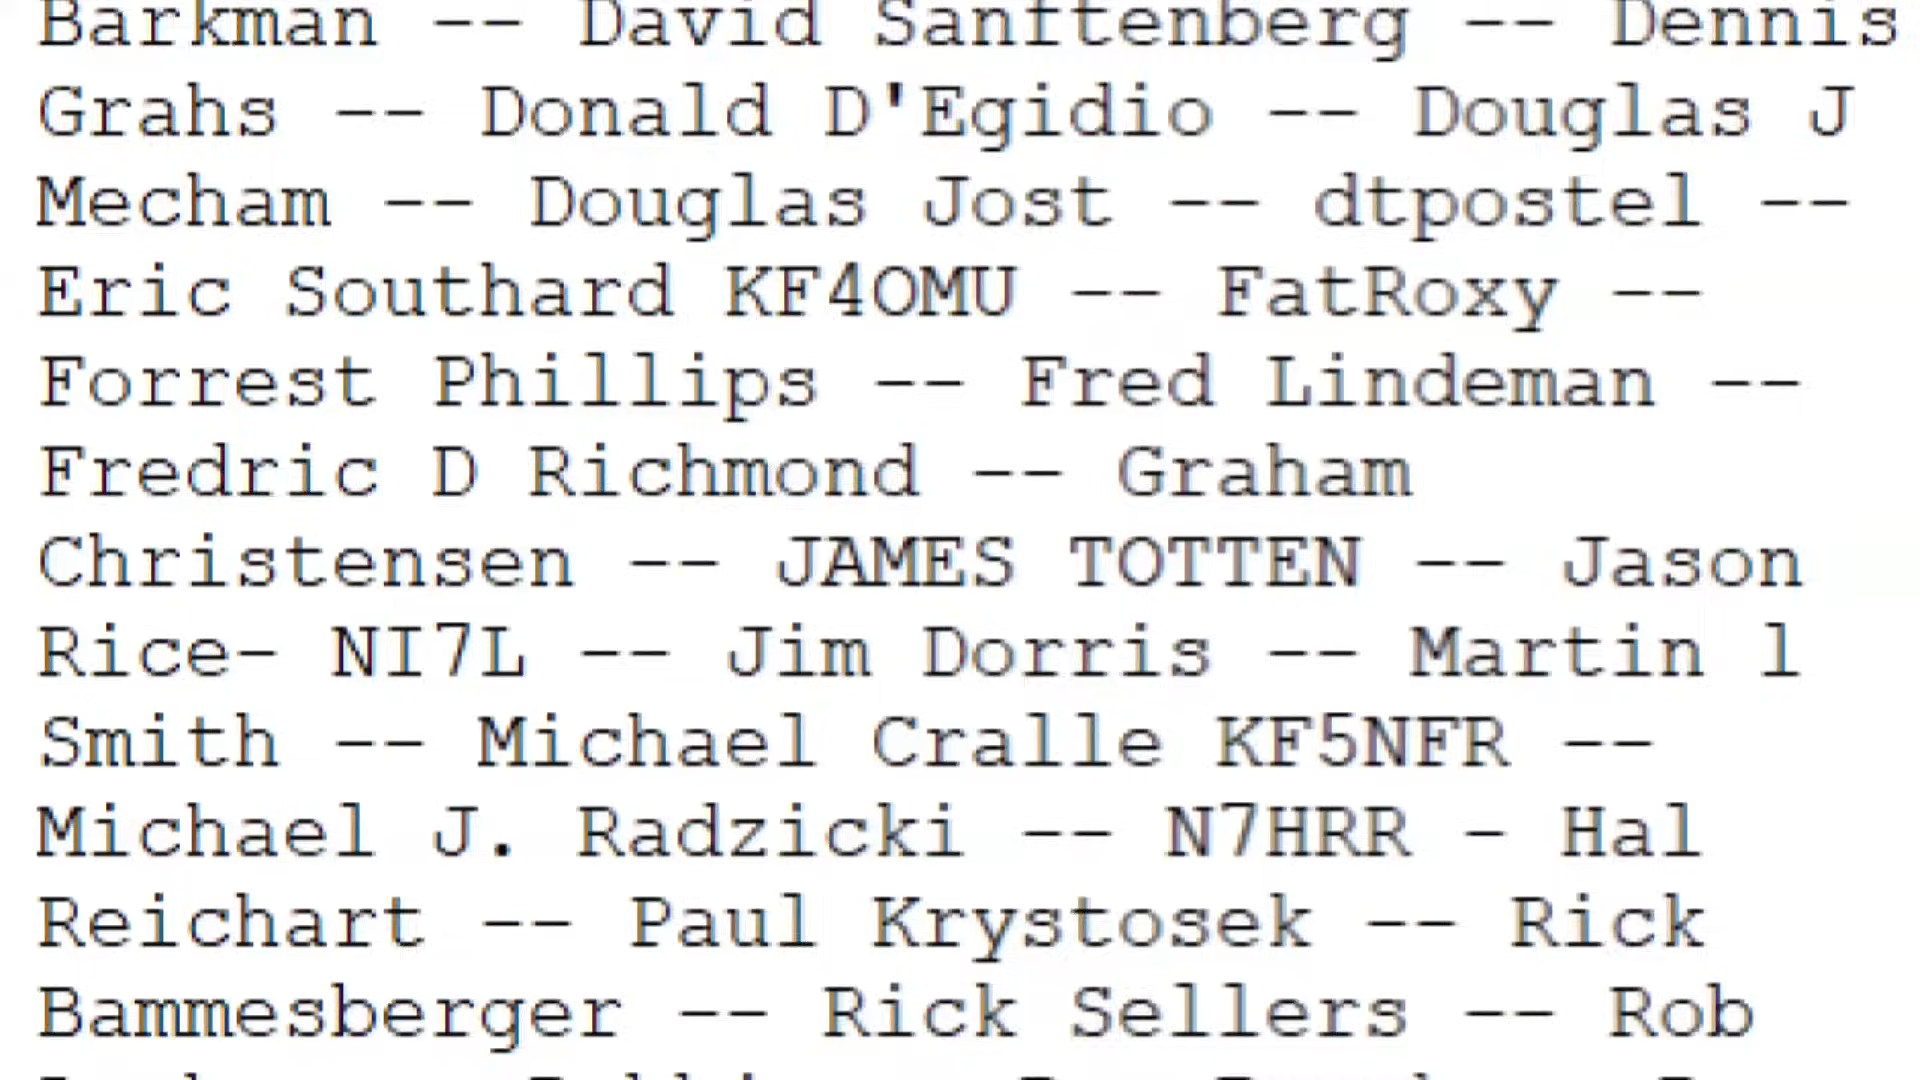 Barkman -- David Sanftenberg -- Dennis
Grahs -- Donald D'Egidio -- Douglas J
Mecham -- Douglas Jost -- dtpostel --
Eric Southard KF4OMU -- FatRoxy --
Forrest Phillips -- Fred Lindeman --
Fredric D Richmond -- Graham
Christensen -- JAMES TOTTEN -- Jason
Rice- NI7L -- Jim Dorris -- Martin l
Smith -- Michael Cralle KF5NFR --
Michael J. Radzicki -- N7HRR - Hal
Reichart -- Paul Krystosek -- Rick
Bammesberger -- Rick Sellers -- Rob